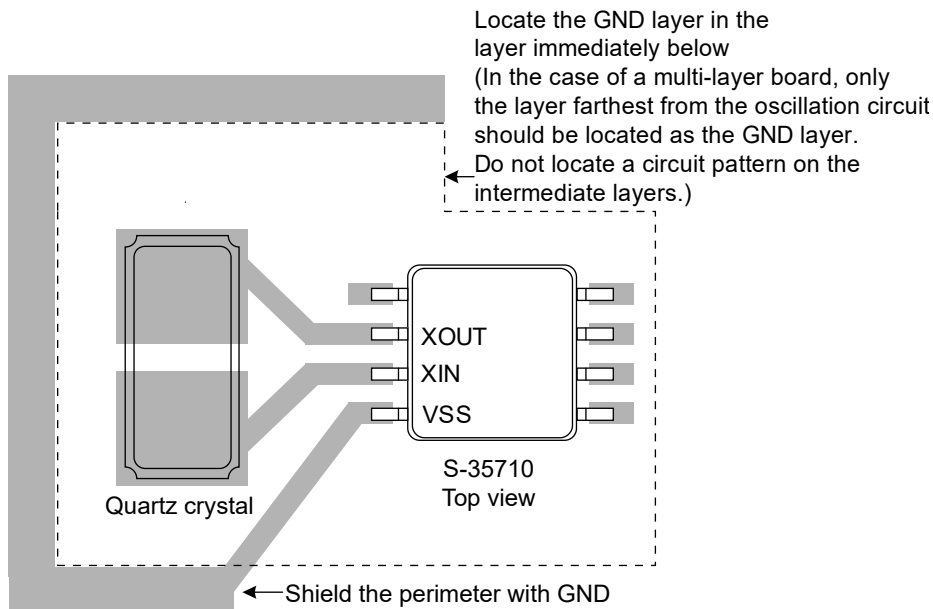 Locate the GND layer in the
layer immediately below
(In the case of a multi-layer board, only
the layer farthest from the oscillation circuit
should be located as the GND layer.
Do not locate a circuit pattern on the
intermediate layers.)
XOUT
XIN
VSS
S-35710
Top view
Quartz crystal
Shield the perimeter with GND